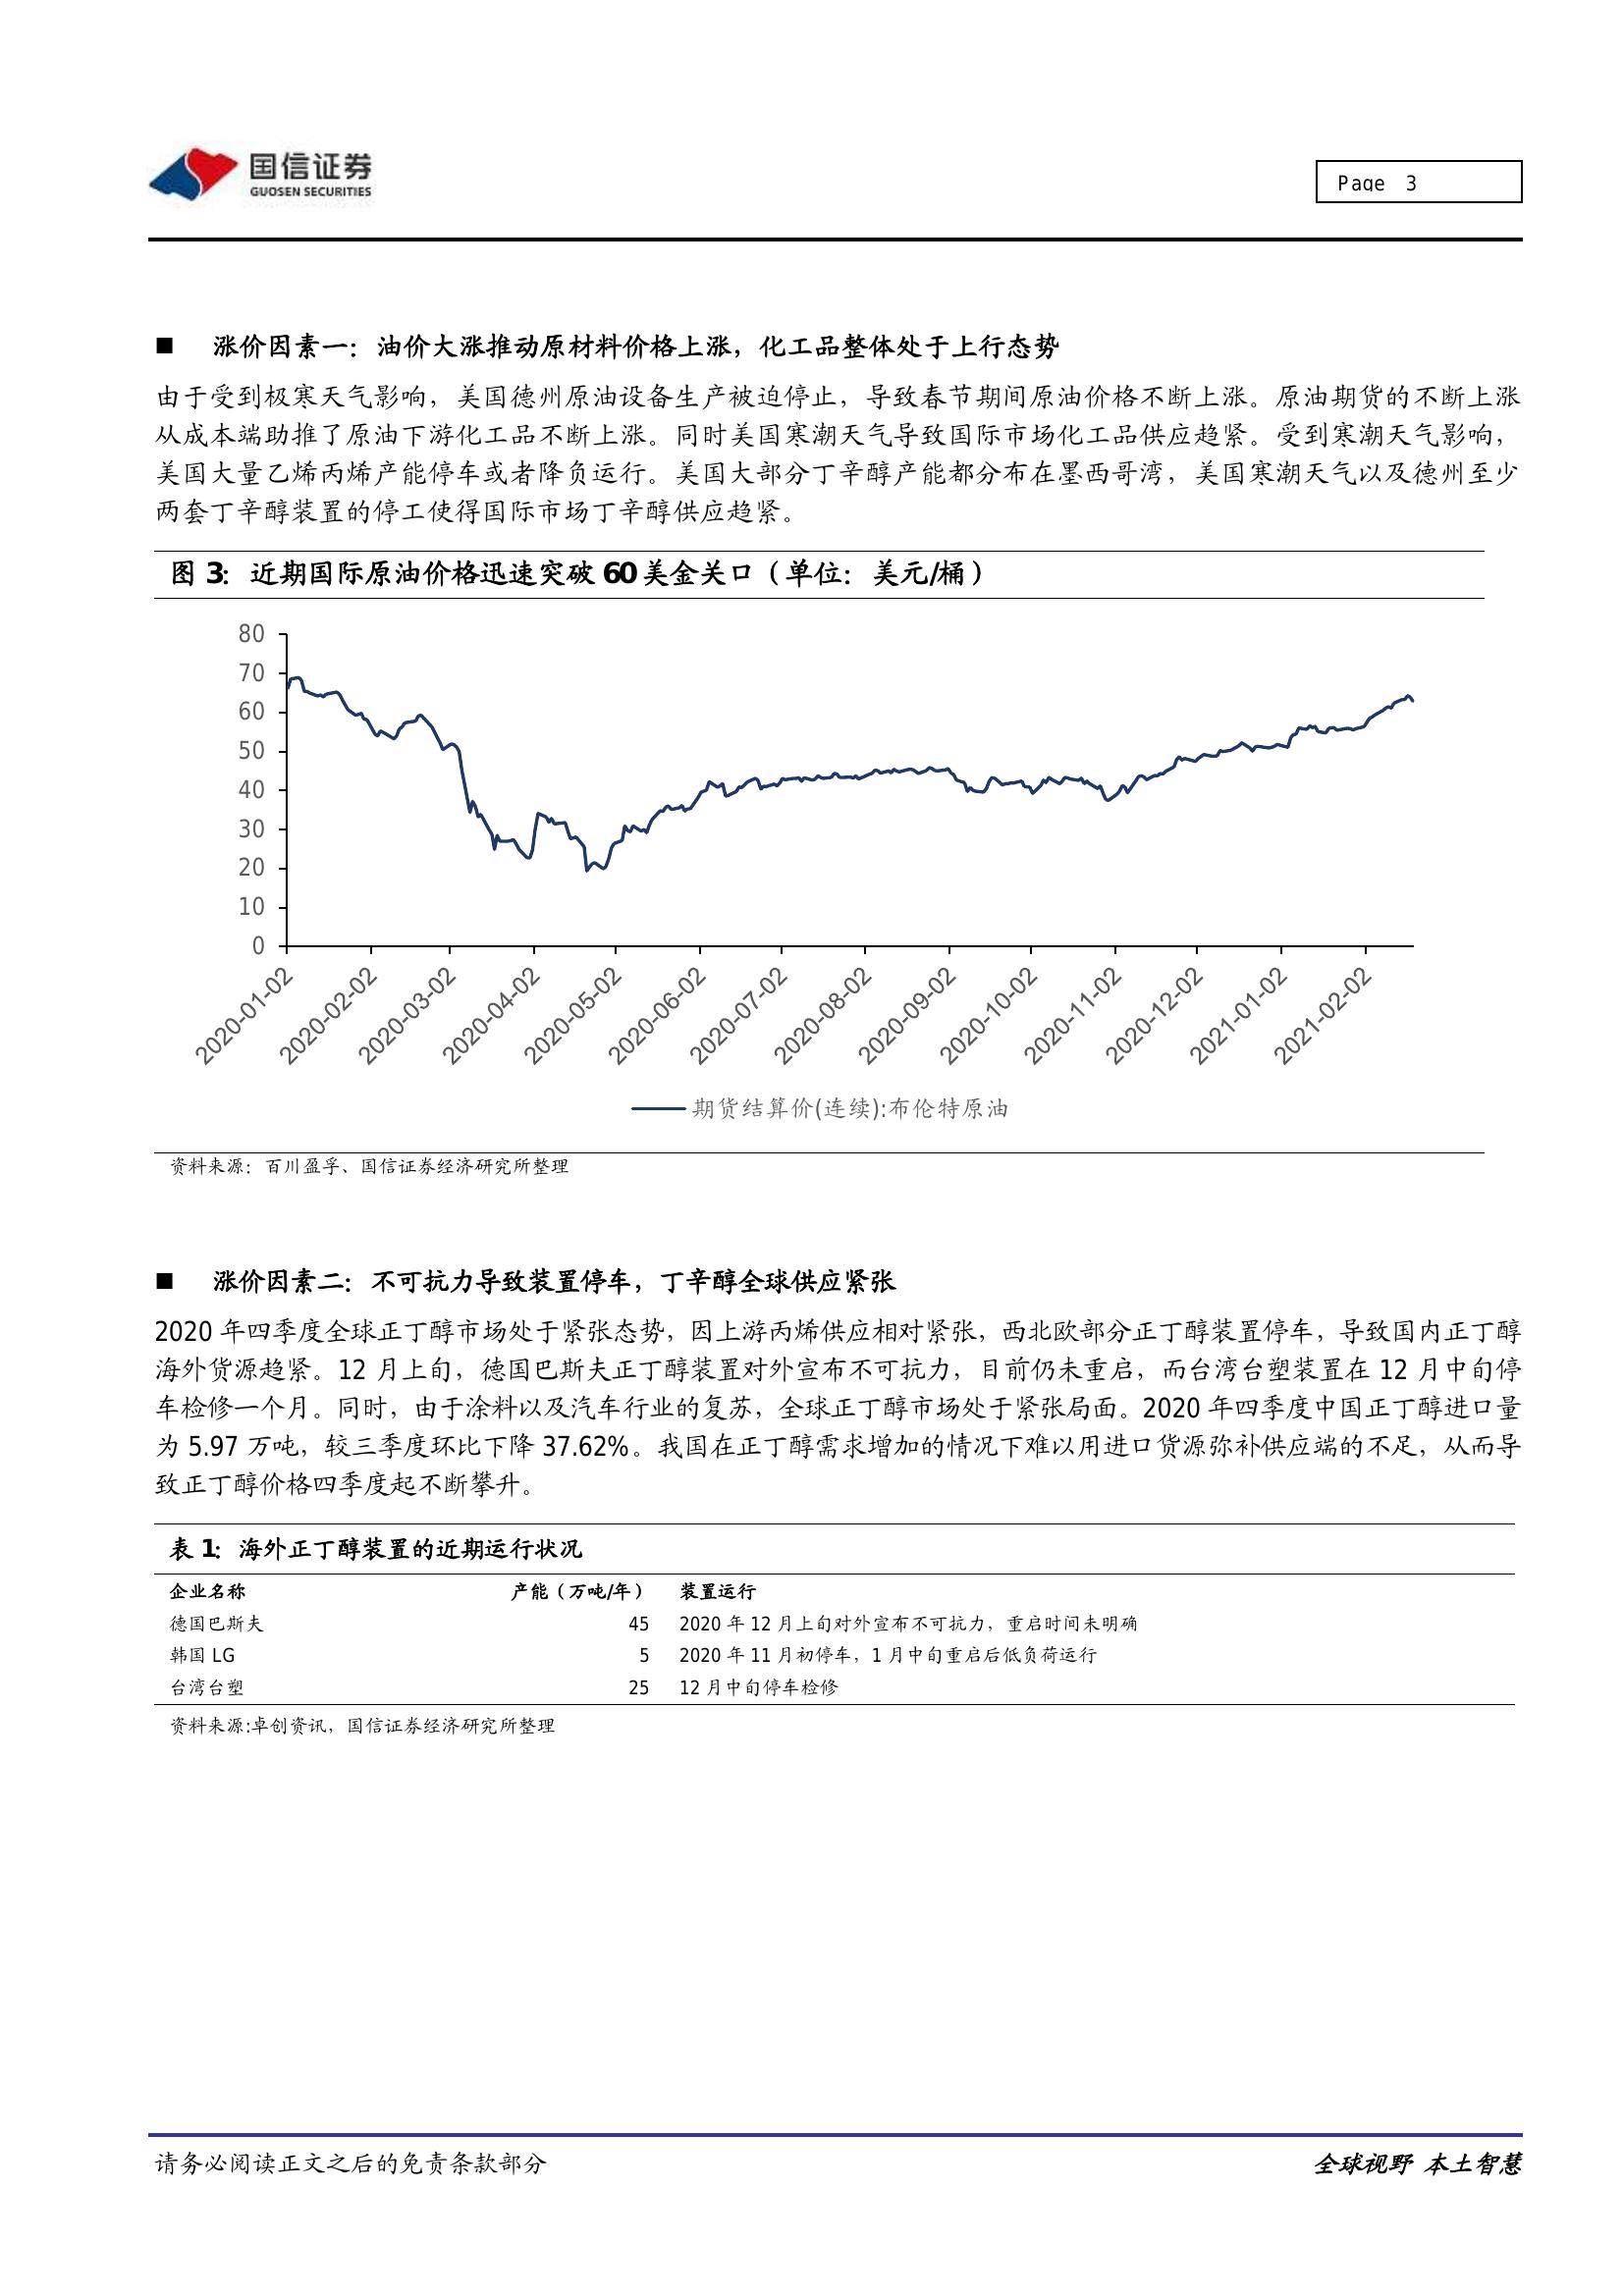 国信证券
GUOSEN SECURITIES
Page 3
■ 涨价因素一：油价大涨推动原材料价格上涨，化工品整体处于上行态势
由于受到极寒天气影响，美国德州原油设备生产被迫停止，导致春节期间原油价格不断上涨。原油期货的不断上涨
从成本端助推了原油下游化工品不断上涨。同时美国寒潮天气导致国际市场化工品供应趋紧。受到寒潮天气影响，
美国大量乙烯丙烯产能停车或者降负运行。美国大部分丁辛醇产能都分布在墨西哥湾，美国寒潮天气以及德州至少
两套丁辛醇装置的停工使得国际市场丁辛醇供应趋紧。
图 3：近期国际原油价格迅速突破 60 美金关口（单位：美元/桶）
80
70
60
50
40
30
20
10
0
2020-01-02
2020-02-02
2020-03-02
2020-04-02
2020-05-02
2020-06-02
2020-07-02
2020-08-02
2020-09-02
2020-10-02
2020-11-02
2020-12-02
2021-01-02
2021-02-02
期货结算价(连续):布伦特原油
资料来源：百川盈孚、国信证券经济研究所整理
■ 涨价因素二：不可抗力导致装置停车，丁辛醇全球供应紧张
2020 年四季度全球正丁醇市场处于紧张态势，因上游丙烯供应相对紧张，西北欧部分正丁醇装置停车，导致国内正丁醇
海外货源趋紧。12 月上旬，德国巴斯夫正丁醇装置对外宣布不可抗力，目前仍未重启，而台湾台塑装置在 12 月中旬停
车检修一个月。同时，由于涂料以及汽车行业的复苏，全球正丁醇市场处于紧张局面。2020 年四季度中国正丁醇进口量
为 5.97 万吨，较三季度环比下降 37.62%。我国在正丁醇需求增加的情况下难以用进口货源弥补供应端的不足，从而导
致正丁醇价格四季度起不断攀升。
表 1：海外正丁醇装置的近期运行状况
企业名称 产能（万吨/年） 装置运行
德国巴斯夫 45 2020 年 12 月上旬对外宣布不可抗力，重启时间未明确
韩国 LG 5 2020 年 11 月初停车，1 月中旬重启后低负荷运行
台湾台塑 25 12 月中旬停车检修
资料来源:卓创资讯，国信证券经济研究所整理
请务必阅读正文之后的免责条款部分 全球视野 本土智慧